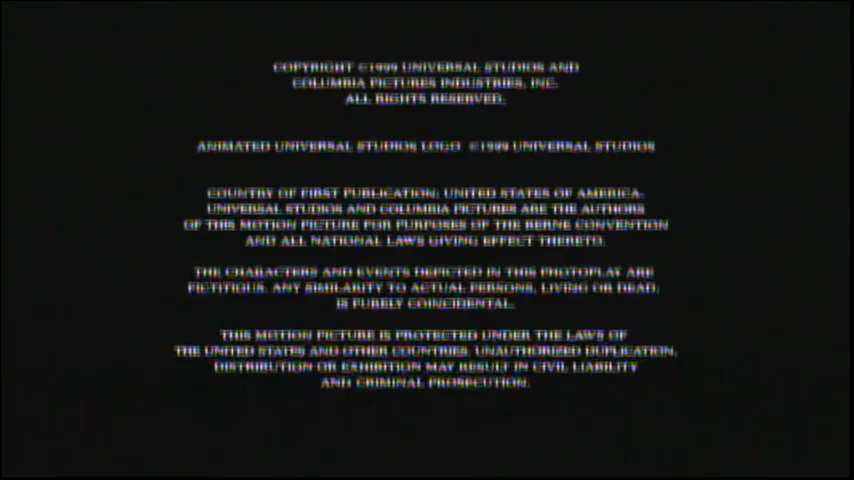 COPYRIGHT ©1999 UNIVERSAL STUDIOS AND
COLUMBIA PICTURES INDUSTRIES, INC.
ALL RIGHTS RESERVED.
ANIMATED UNIVERSAL STUDIOS LOGO ©1999 UNIVERSAL STUDIOS
COUNTRY OF FIRST PUBLICATION: UNITED STATES OF AMERICA.
UNIVERSAL STUDIOS AND COLUMBIA PICTURES ARE THE AUTHORS
OF THIS MOTION PICTURE FOR PURPOSES OF THE BERNE CONVENTION
AND ALL NATIONAL LAWS GIVING EFFECT THERETO.
THE CHARACTERS AND EVENTS DEPICTED IN THIS PHOTOPLAY ARE
FICTITIOUS. ANY SIMILARITY TO ACTUAL PERSONS, LIVING OR DEAD,
IS PURELY COINCIDENTAL.
THIS MOTION PICTURE IS PROTECTED UNDER THE LAWS OF
THE UNITED STATES AND OTHER COUNTRIES. UNAUTHORIZED DUPLICATION,
DISTRIBUTION OR EXHIBITION MAY RESULT IN CIVIL LIABILITY
AND CRIMINAL PROSECUTION.